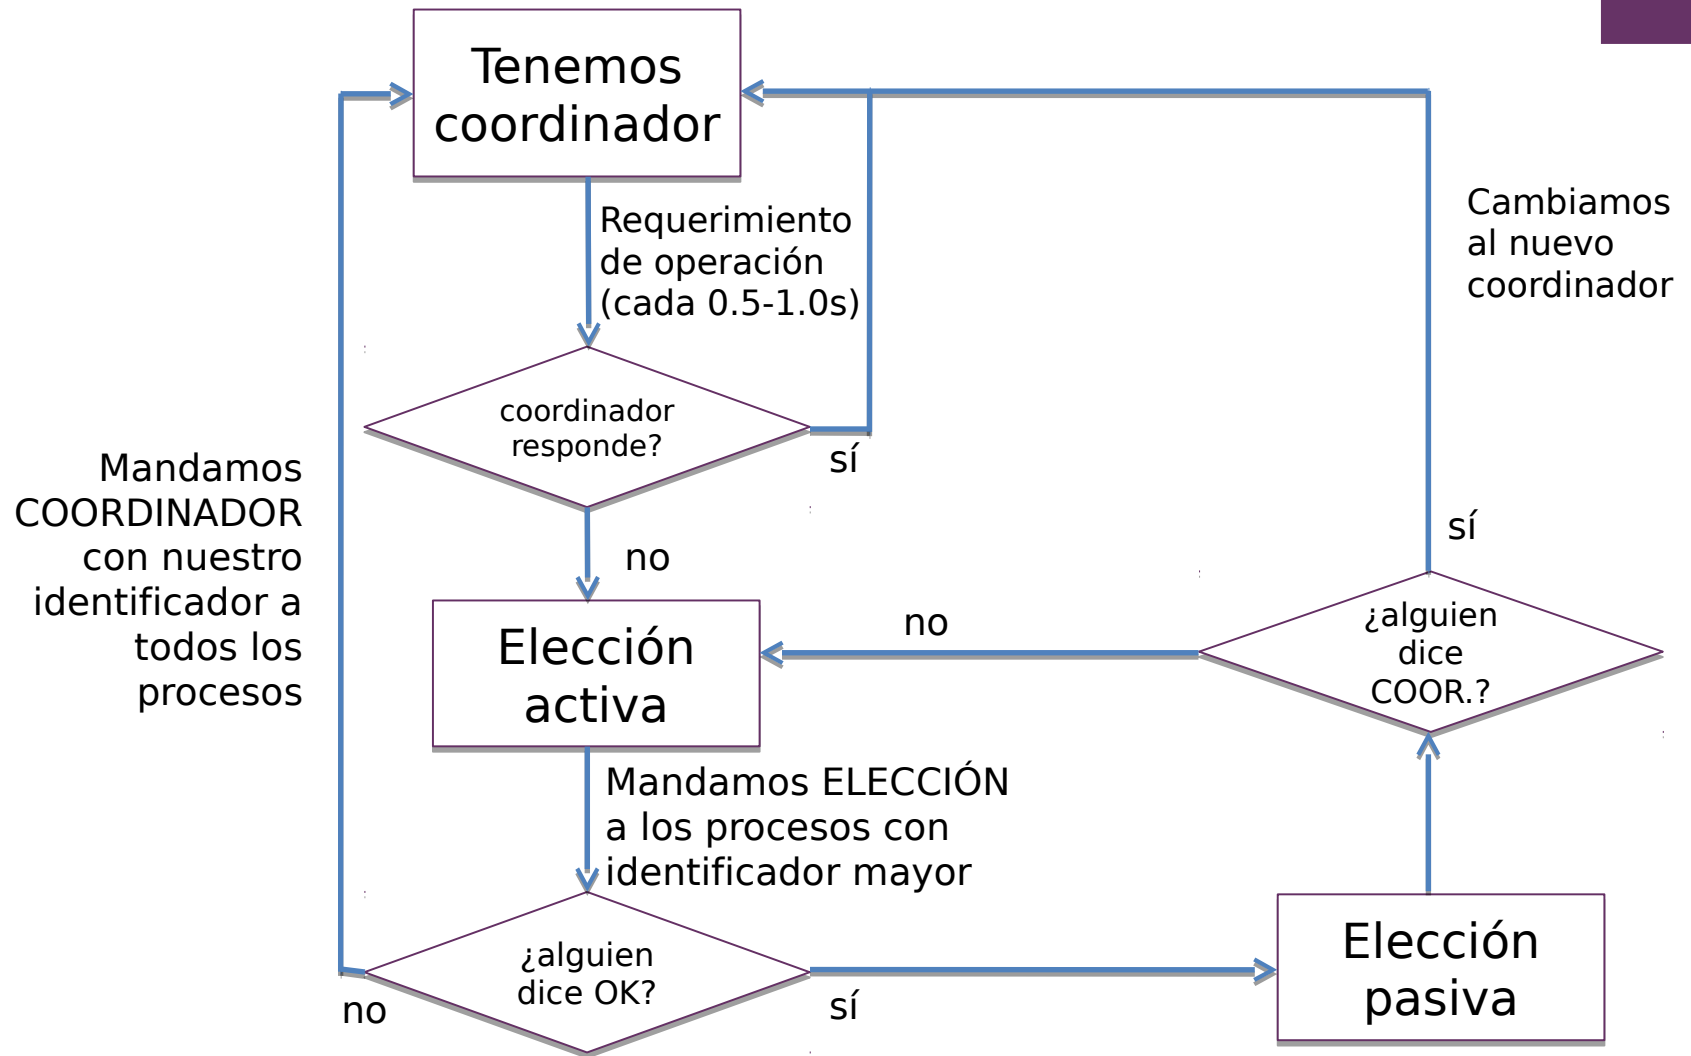 Tenemos
coordinador
Requerimiento
de operación
(cada 0.5-1.0s)
Cambiamos
al nuevo
coordinador
coordinador
responde?
sí
Mandamos
COORDINADOR
con nuestro
identificador a
todos los
procesos
no
sí
¿alguien
dice
COOR.?
no
Elección
activa
Mandamos ELECCIÓN
a los procesos con
identificador mayor
¿alguien
dice OK?
no
sí
Elección
pasiva